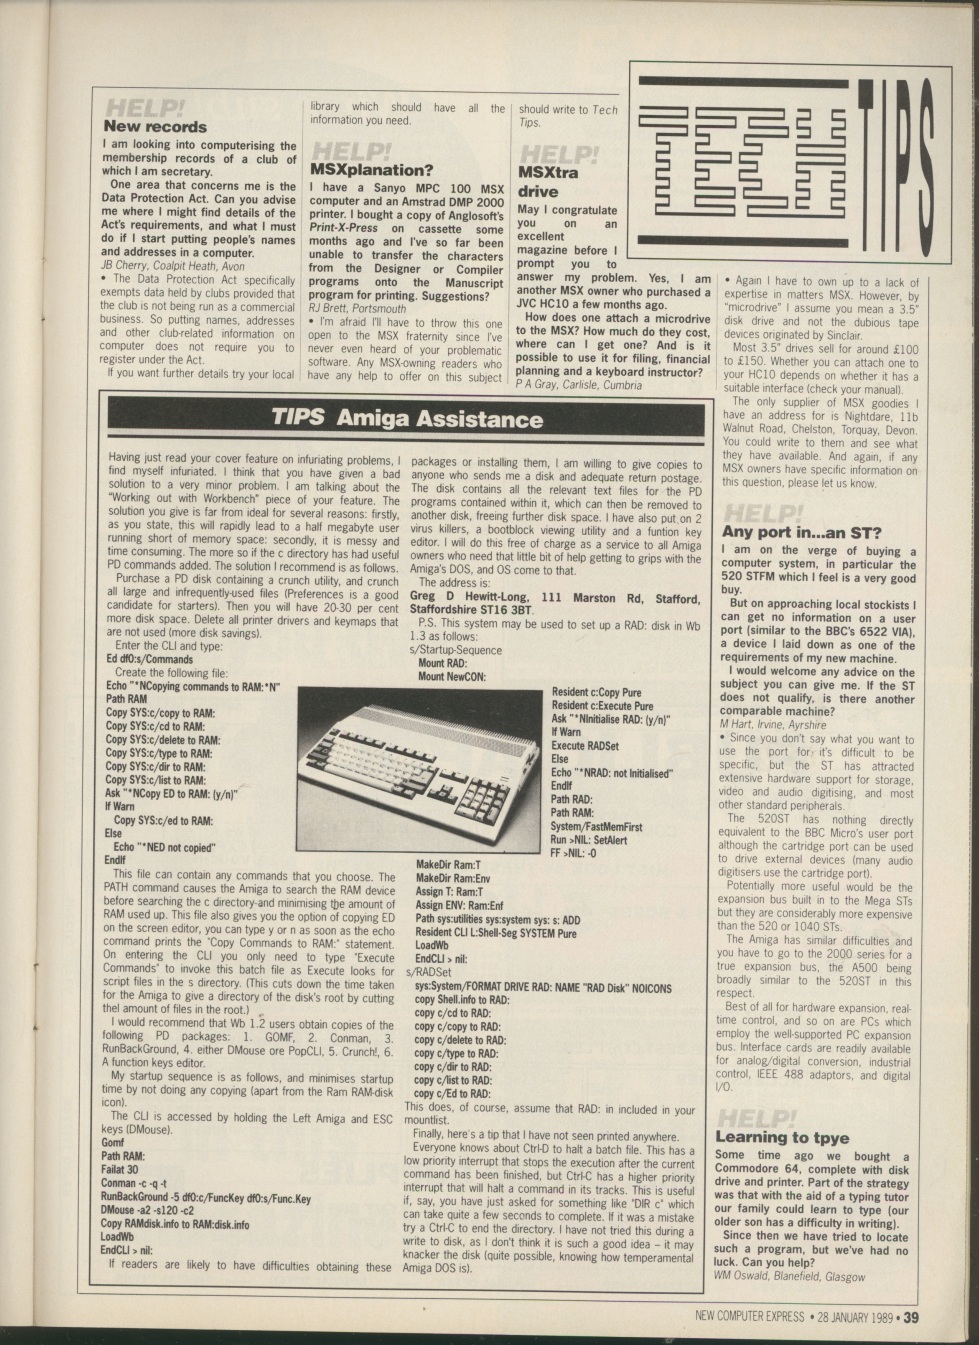 TECH TIPS
HELP!
New records
I am looking into computerising the
membership records of a club of
which I am secretary.
One area that concerns me is the
Data Protection Act. Can you advise
me where I might find details of the
Act's requirements, and what I must
do if I start putting people's names
and addresses in a computer.
JB Cherry, Coalpit Heath, Avon
• The Data Protection Act specifically
exempts data held by clubs provided that
the club is not being run as a commercial
business. So putting names, addresses
and other club-related information on
computer does not require you to
register under the Act.
If you want further details try your local
library which should have all the
information you need.
HELP!
MSXplanation?
I have a Sanyo MPC 100 MSX
computer and an Amstrad DMP 2000
printer. I bought a copy of Anglosoft's
Print-X-Press on cassette some
months ago and I've so far been
unable to transfer the characters
from the Designer or Compiler
programs onto the Manuscript
program for printing. Suggestions?
RJ Brett, Portsmouth
• I'm afraid I'll have to throw this one
open to the MSX fraternity since I've
never even heard of your problematic
software. Any MSX-owning readers who
have any help to offer on this subject
should write to Tech
Tips.
HELP!
MSXtra
drive
May I congratulate
you on an
excellent
magazine before I
prompt you to
answer my problem. Yes, I am
another MSX owner who purchased a
JVC HC10 a few months ago.
How does one attach a microdrive
to the MSX? How much do they cost,
where can I get one? And is it
possible to use it for filing, financial
planning and a keyboard instructor?
P A Gray, Carlisle, Cumbria
• Again I have to own up to a lack of
expertise in matters MSX. However, by
"microdrive" I assume you mean a 3.5"
disk drive and not the dubious tape
devices originated by Sinclair.
Most 3.5" drives sell for around £100
to £150. Whether you can attach one to
your HC10 depends on whether it has a
suitable interface (check your manual).
The only supplier of MSX goodies I
have an address for is Nightdare, 11b
Walnut Road, Chelston, Torquay, Devon.
You could write to them and see what
they have available. And again, if any
MSX owners have specific information on
this question, please let us know.
HELP!
Any port in...an ST?
I am on the verge of buying a
computer system, in particular the
520 STFM which I feel is a very good
buy.
But on approaching local stockists I
can get no information on a user
port (similar to the BBC's 6522 VIA),
a device I laid down as one of the
requirements of my new machine.
I would welcome any advice on the
subject you can give me. If the ST
does not qualify, is there another
comparable machine?
M Hart, Irvine, Ayrshire
• Since you don't say what you want to
use the port for it's difficult to be
specific, but the ST has attracted
extensive hardware support for storage,
video and audio digitising, and most
other standard peripherals.
The 520ST has nothing directly
equivalent to the BBC Micro's user port
although the cartridge port can be used
to drive external devices (many audio
digitisers use the cartridge port).
Potentially more useful would be the
expansion bus built in to the Mega STs
but they are considerably more expensive
than the 520 or 1040 STs.
The Amiga has similar difficulties and
you have to go to the 2000 series for a
true expansion bus, the A500 being
broadly similar to the 520ST in this
respect.
Best of all for hardware expansion, real-
time control, and so on are PCs which
employ the well-supported PC expansion
bus. Interface cards are readily available
for analog/digital conversion, industrial
control, IEEE 488 adaptors, and digital
I/O.
HELP!
Learning to tpye
Some time ago we bought a
Commodore 64, complete with disk
drive and printer. Part of the strategy
was that with the aid of a typing tutor
our family could learn to type (our
older son has a difficulty in writing).
Since then we have tried to locate
such a program, but we've had no
luck. Can you help?
WM Oswald, Blanefield, Glasgow
TIPS Amiga Assistance
Having just read your cover feature on infuriating problems, I
find myself infuriated. I think that you have given a bad
solution to a very minor problem. I am talking about the
"Working out with Workbench" piece of your feature. The
solution you give is far from ideal for several reasons: firstly,
as you state, this will rapidly lead to a half megabyte user
running short of memory space: secondly, it is messy and
time consuming. The more so if the c directory has had useful
PD commands added. The solution I recommend is as follows.
Purchase a PD disk containing a crunch utility, and crunch
all large and infrequently-used files (Preferences is a good
candidate for starters). Then you will have 20-30 per cent
more disk space. Delete all printer drivers and keymaps that
are not used (more disk savings).
Enter the CLI and type:
Ed df0:s/Commands
Create the following file:
Echo "*NCopying commands to RAM:*N"
Path RAM
Copy SYS:c/copy to RAM:
Copy SYS:c/cd to RAM:
Copy SYS:c/delete to RAM:
Copy SYS:c/type to RAM:
Copy SYS:c/dir to RAM:
Copy SYS:c/list to RAM:
Ask "*NCopy ED to RAM: (y/n)"
If Warn
Copy SYS:c/ed to RAM:
Else
Echo "*NED not copied"
EndIf
This file can contain any commands that you choose. The
PATH command causes the Amiga to search the RAM device
before searching the c directory-and minimising the amount of
RAM used up. This file also gives you the option of copying ED
on the screen editor, you can type y or n as soon as the echo
command prints the "Copy Commands to RAM:" statement.
On entering the CLI you only need to type "Execute
Commands" to invoke this batch file as Execute looks for
script files in the s directory. (This cuts down the time taken
for the Amiga to give a directory of the disk's root by cutting
thel amount of files in the root.)
I would recommend that Wb 1.2 users obtain copies of the
following PD packages: 1. GOMF, 2. Conman, 3.
RunBackGround, 4. either DMouse ore PopCLI, 5. Crunch!, 6.
A function keys editor.
My startup sequence is as follows, and minimises startup
time by not doing any copying (apart from the Ram RAM-disk
icon).
The CLI is accessed by holding the Left Amiga and ESC
keys (DMouse).
Gomf
Path RAM:
Failat 30
Conman -c -q -t
RunBackGround -5 df0:c/FuncKey df0:s/Func.Key
DMouse -a2 -s120 -c2
Copy RAMdisk.info to RAM:disk.info
LoadWb
EndCLI > nil:
If readers are likely to have difficulties obtaining these
packages or installing them, I am willing to give copies to
anyone who sends me a disk and adequate return postage.
The disk contains all the relevant text files for the PD
programs contained within it, which can then be removed to
another disk, freeing further disk space. I have also put on 2
virus killers, a bootblock viewing utility and a funtion key
editor. I will do this free of charge as a service to all Amiga
owners who need that little bit of help getting to grips with the
Amiga's DOS, and OS come to that.
The address is:
Greg D Hewitt-Long, 111 Marston Rd, Stafford,
Staffordshire ST16 3BT.
P.S. This system may be used to set up a RAD: disk in Wb
1.3 as follows:
s/Startup-Sequence
Mount RAD:
Mount NewCON:
Resident c:Copy Pure
Resident c:Execute Pure
Ask "*NInitialise RAD: (y/n)"
If Warn
Execute RADSet
Else
Echo "*NRAD: not Initialised"
EndIf
Path RAD:
Path RAM:
System/FastMemFirst
Run >NIL: SetAlert
FF >NIL: -0
MakeDir Ram:T
MakeDir Ram:Env
Assign T: Ram:T
Assign ENV: Ram:Enf
Path sys:utilities sys:system sys: s: ADD
Resident CLI L:Shell-Seg SYSTEM Pure
LoadWb
EndCLI > nil:
s/RADSet
sys:System/FORMAT DRIVE RAD: NAME "RAD Disk" NOICONS
copy Shell.info to RAD:
copy c/cd to RAD:
copy c/copy to RAD:
copy c/delete to RAD:
copy c/type to RAD:
copy c/dir to RAD:
copy c/list to RAD:
copy c/Ed to RAD:
This does, of course, assume that RAD: in included in your
mountlist.
Finally, here's a tip that I have not seen printed anywhere.
Everyone knows about Ctrl-D to halt a batch file. This has a
low priority interrupt that stops the execution after the current
command has been finished, but Ctrl-C has a higher priority
interrupt that will halt a command in its tracks. This is useful
if, say, you have just asked for something like "DIR c" which
can take quite a few seconds to complete. If it was a mistake
try a Ctrl-C to end the directory. I have not tried this during a
write to disk, as I don't think it is such a good idea – it may
knacker the disk (quite possible, knowing how temperamental
Amiga DOS is).
NEW COMPUTER EXPRESS • 28 JANUARY 1989 • 39